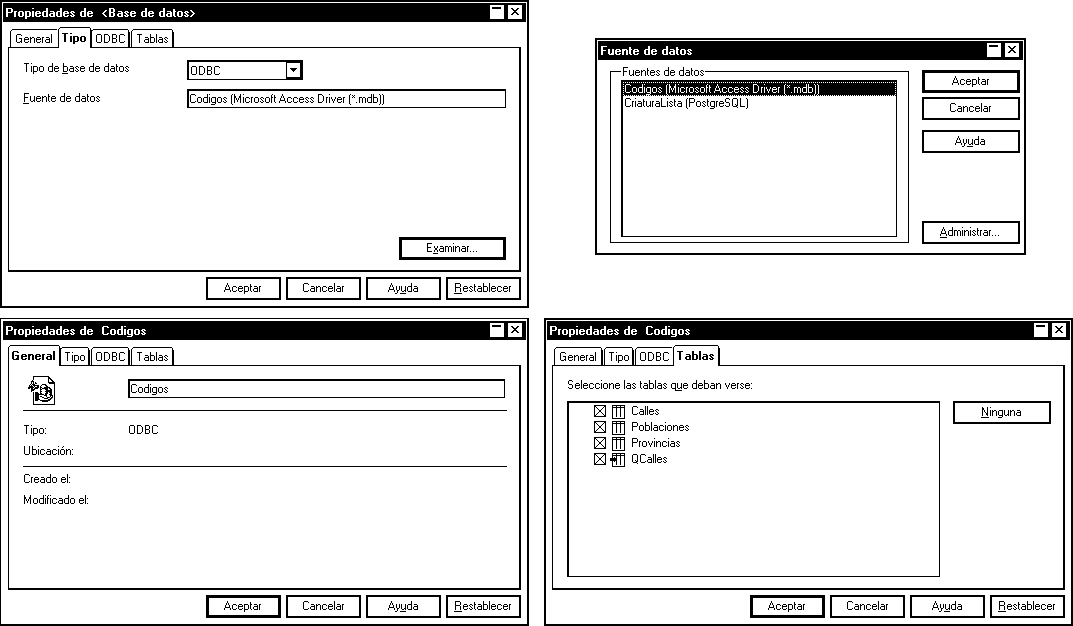 Propiedades de <Base de datos>
General Tipo ODBC Tablas
Tipo de base de datos ODBC
Fuente de datos Codigos (Microsoft Access Driver (*.mdb))
Examinar...
Aceptar Cancelar Ayuda Restablecer
Fuente de datos
Fuentes de datos
Codigos (Microsoft Access Driver (*.mdb))
CriaturaLista (PostgreSQL)
Aceptar
Cancelar
Ayuda
Administrar...
Propiedades de Codigos
General Tipo ODBC Tablas
Codigos
Tipo: ODBC
Ubicación:
Creado el:
Modificado el:
Aceptar Cancelar Ayuda Restablecer
Propiedades de Codigos
General Tipo ODBC Tablas
Seleccione las tablas que deban verse:
Calles
Poblaciones
Provincias
QCalles
Ninguna
Aceptar Cancelar Ayuda Restablecer